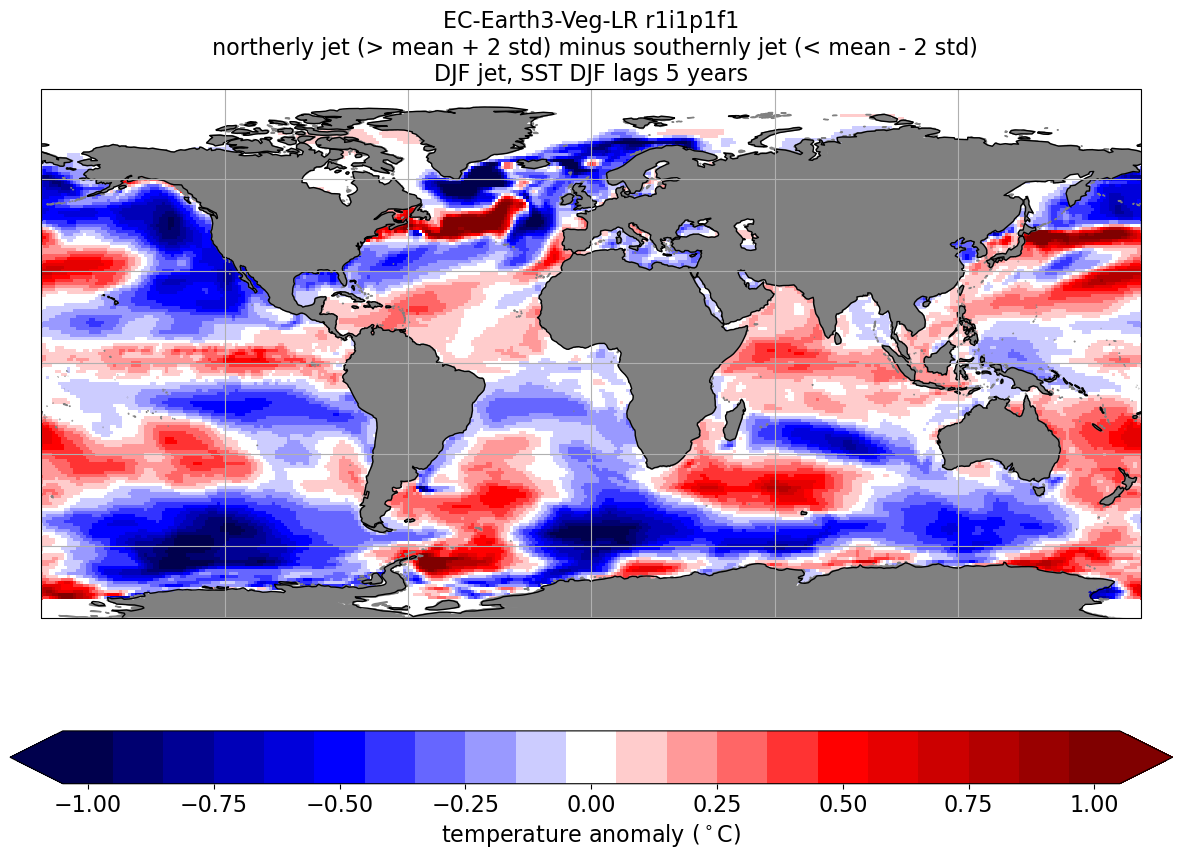 EC-Earth3-Veg-LR r1i1p1f1
northerly jet (> mean + 2 std) minus southernly jet (< mean - 2 std)
DJF jet, SST DJF lags 5 years
−1.00 −0.75 −0.50 −0.25 0.00 0.25 0.50 0.75 1.00
temperature anomaly (°C)